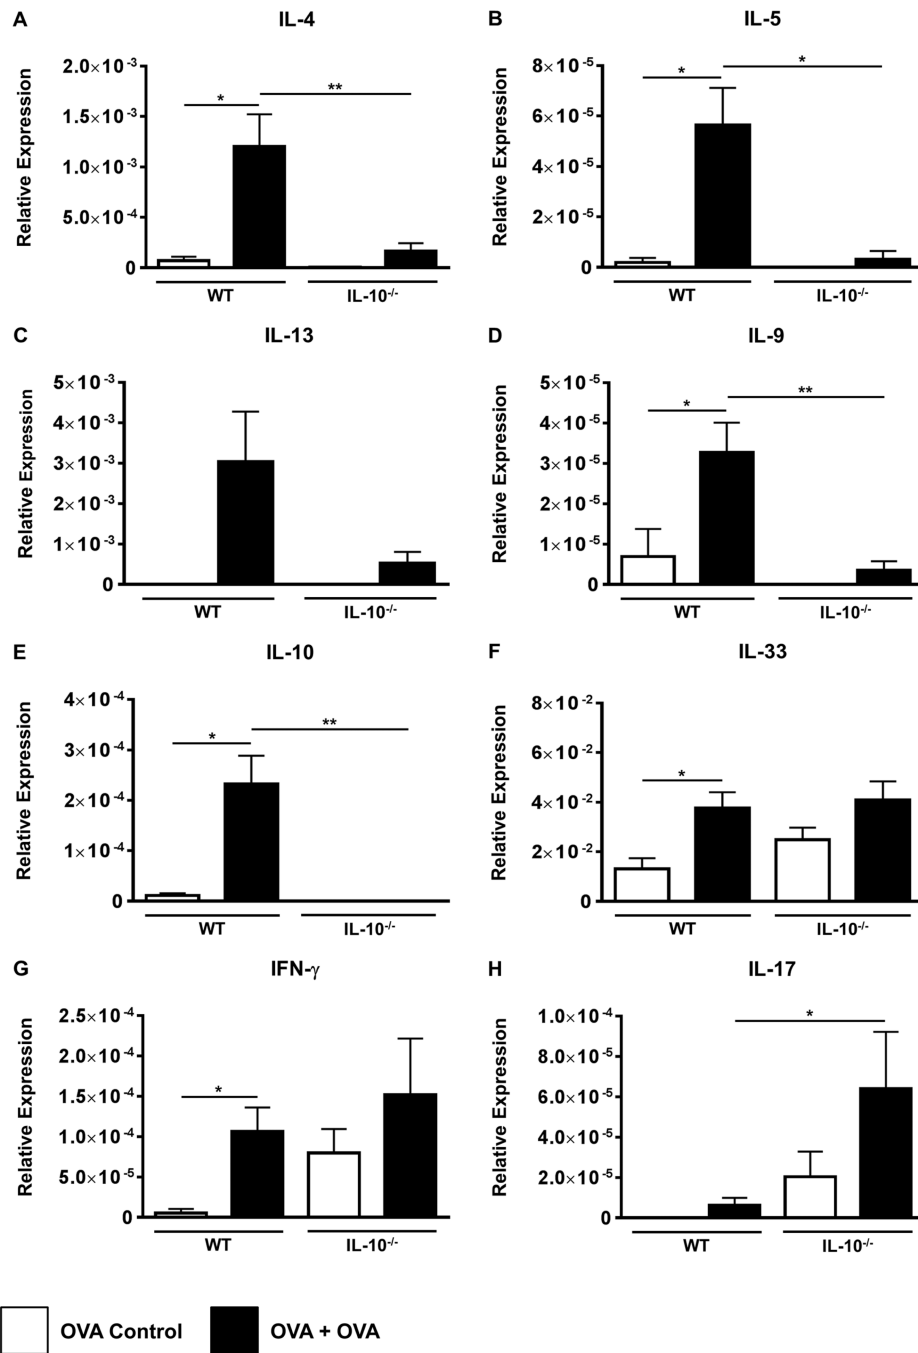 A IL-4
Relative Expression
2.0×10⁻³
1.5×10⁻³
1.0×10⁻³
5.0×10⁻⁴
0
* **
WT IL-10⁻/⁻
B IL-5
Relative Expression
8×10⁻⁵
6×10⁻⁵
4×10⁻⁵
2×10⁻⁵
0
* *
WT IL-10⁻/⁻
C IL-13
Relative Expression
5×10⁻³
4×10⁻³
3×10⁻³
2×10⁻³
1×10⁻³
0
WT IL-10⁻/⁻
D IL-9
Relative Expression
5×10⁻⁵
4×10⁻⁵
3×10⁻⁵
2×10⁻⁵
1×10⁻⁵
0
* **
WT IL-10⁻/⁻
E IL-10
Relative Expression
4×10⁻⁴
3×10⁻⁴
2×10⁻⁴
1×10⁻⁴
0
* **
WT IL-10⁻/⁻
F IL-33
Relative Expression
8×10⁻²
6×10⁻²
4×10⁻²
2×10⁻²
0
*
WT IL-10⁻/⁻
G IFN-γ
Relative Expression
2.5×10⁻⁴
2.0×10⁻⁴
1.5×10⁻⁴
1.0×10⁻⁴
5.0×10⁻⁵
0
*
WT IL-10⁻/⁻
H IL-17
Relative Expression
1.0×10⁻⁴
8.0×10⁻⁵
6.0×10⁻⁵
4.0×10⁻⁵
2.0×10⁻⁵
0
*
WT IL-10⁻/⁻
OVA Control OVA + OVA